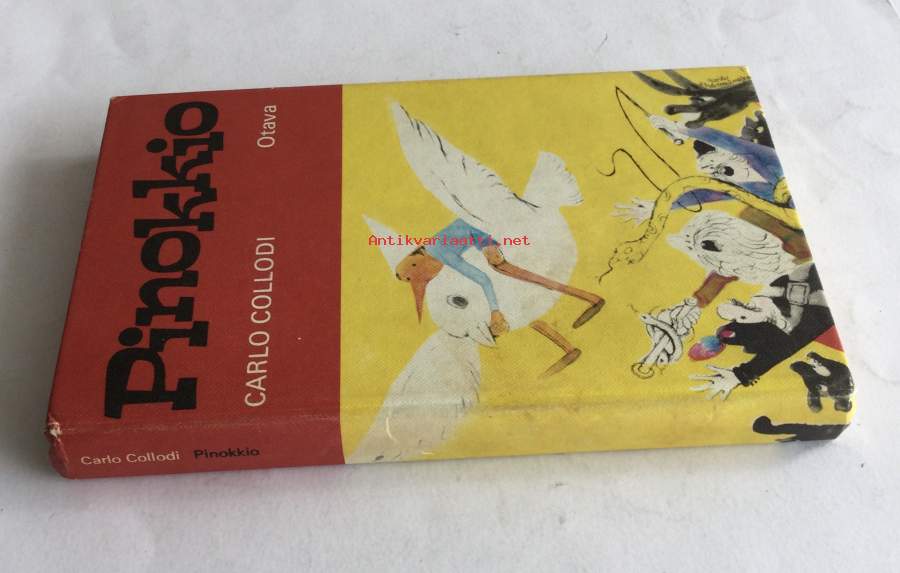 Pinokkio
CARLO COLLODI
Otava
Carlo Collodi Pinokkio
Antikvariaatti.net